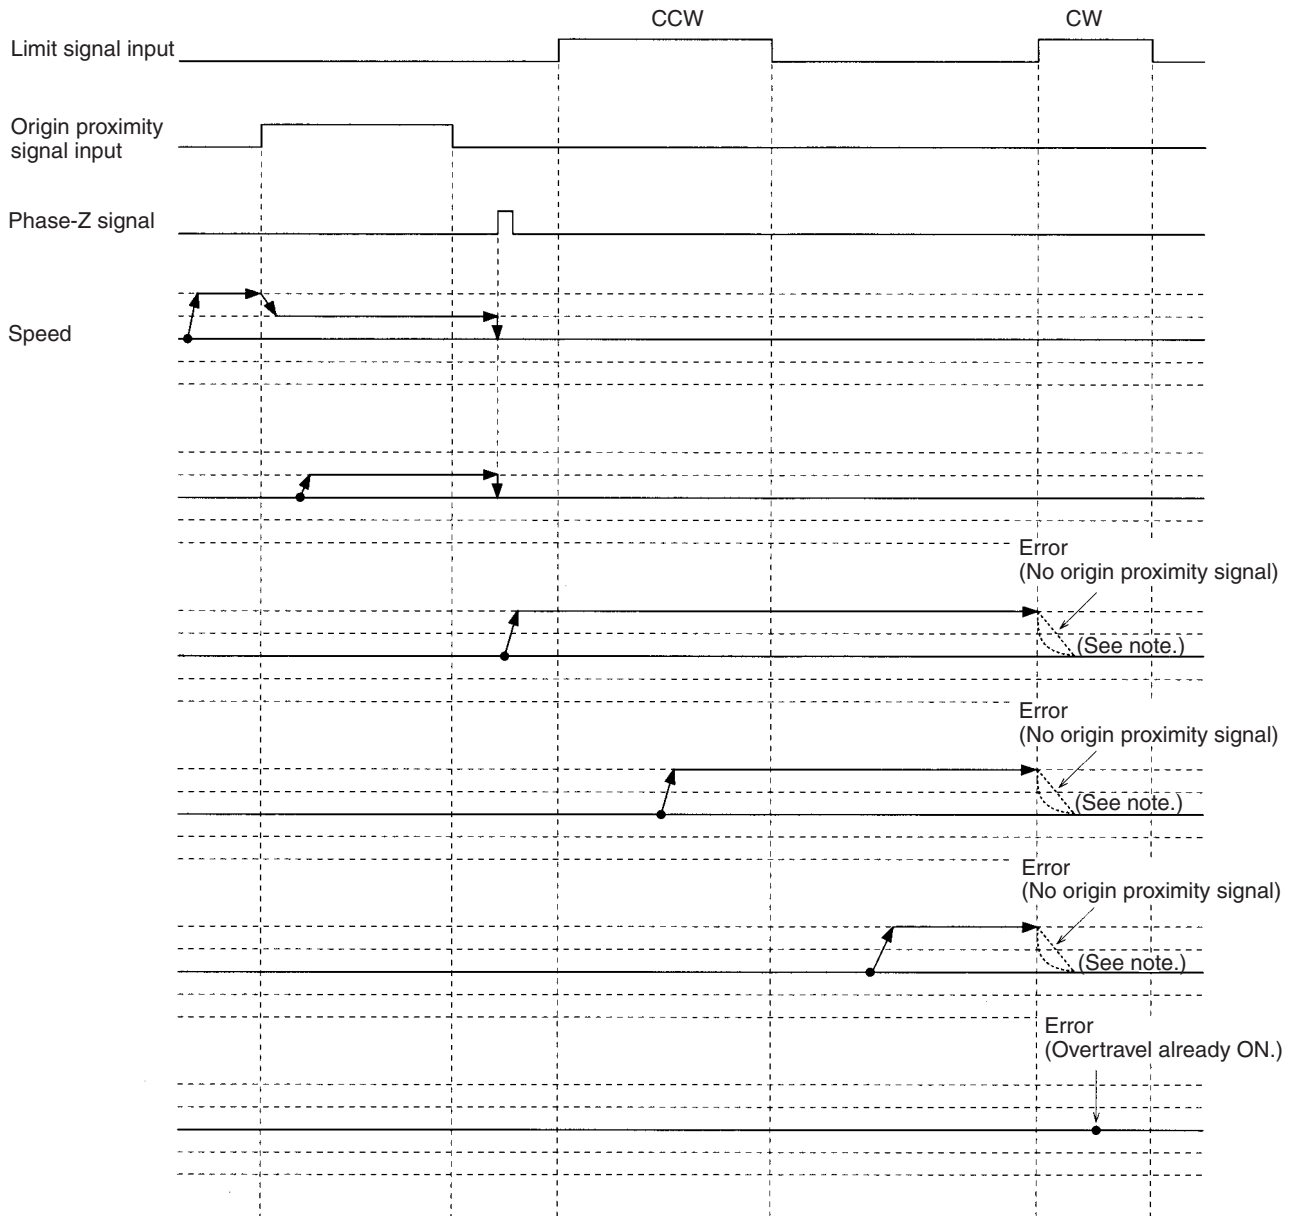 CCW
CW
Limit signal input
Origin proximity
signal input
Phase-Z signal
Speed
Error
(No origin proximity signal)
(See note.)
Error
(No origin proximity signal)
(See note.)
Error
(No origin proximity signal)
(See note.)
Error
(Overtravel already ON.)